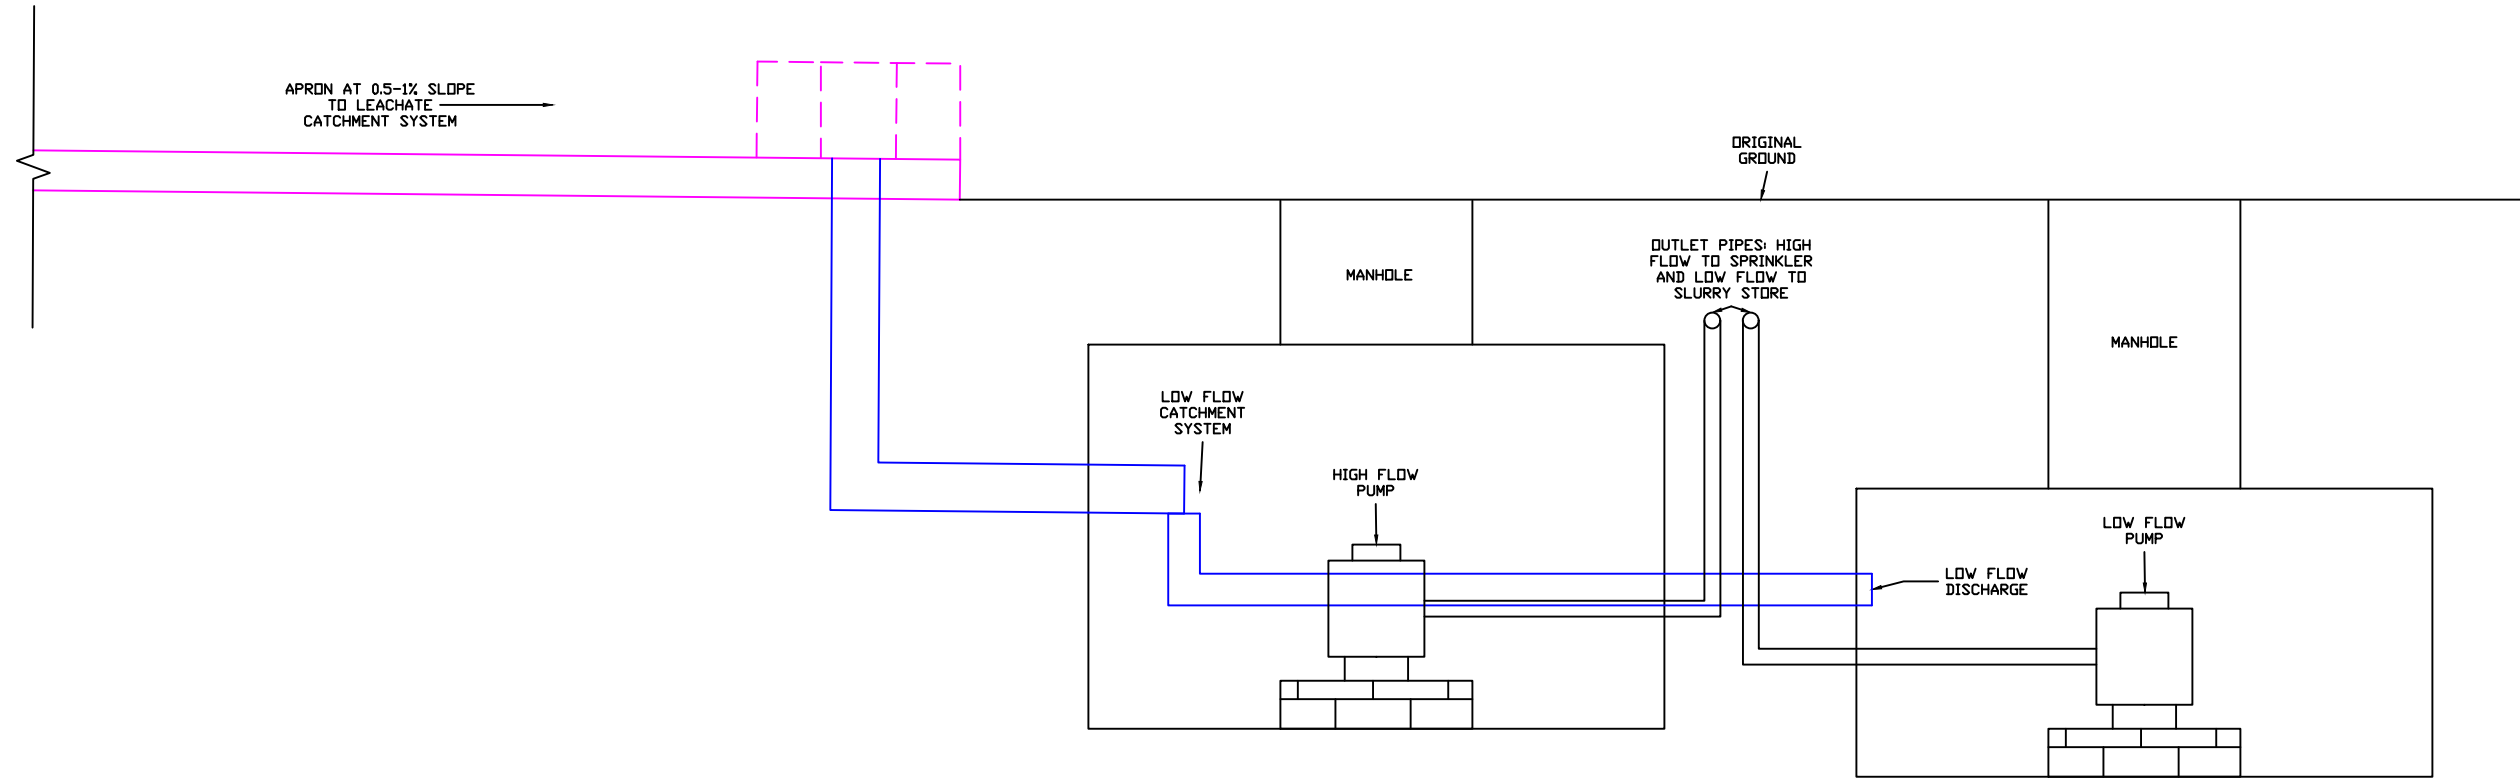 APRON AT 0.5-1% SLOPE
TO LEACHATE
CATCHMENT SYSTEM
ORIGINAL
GROUND
OUTLET PIPES: HIGH
FLOW TO SPRINKLER
AND LOW FLOW TO
SLURRY STORE
MANHOLE
MANHOLE
LOW FLOW
CATCHMENT
SYSTEM
HIGH FLOW
PUMP
LOW FLOW
PUMP
LOW FLOW
DISCHARGE